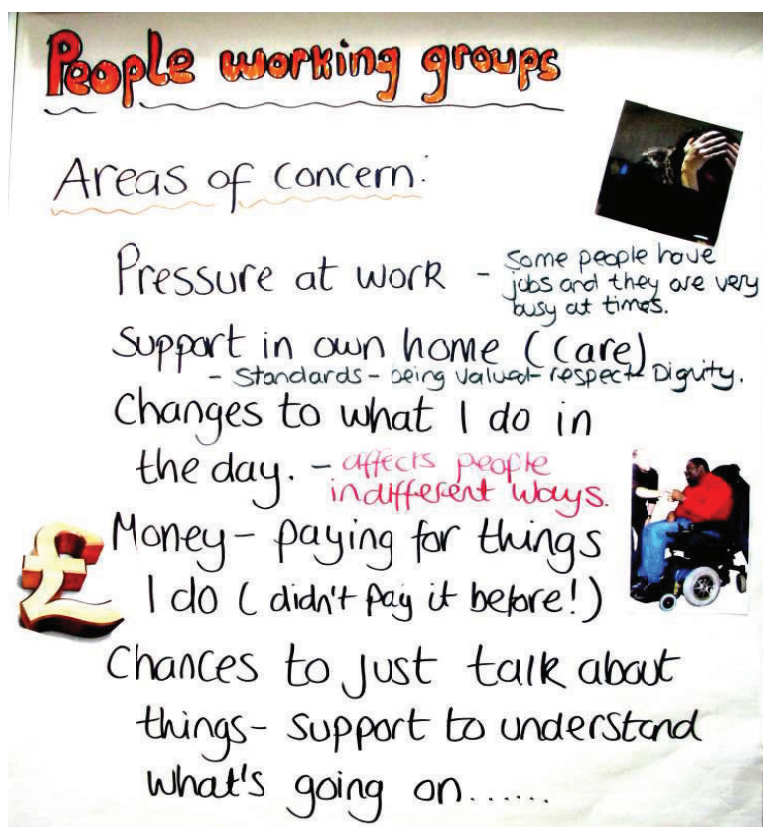 People working groups
Areas of concern:
Pressure at work - Some people have
jobs and they are very
busy at times.
Support in own home (Care)
- Standards - being valued - respect - Dignity.
Changes to what I do in
the day. - affects people
in different ways.
Money - paying for things
I do (didn't pay it before!)
£
Chances to just talk about
things - support to understand
what's going on......